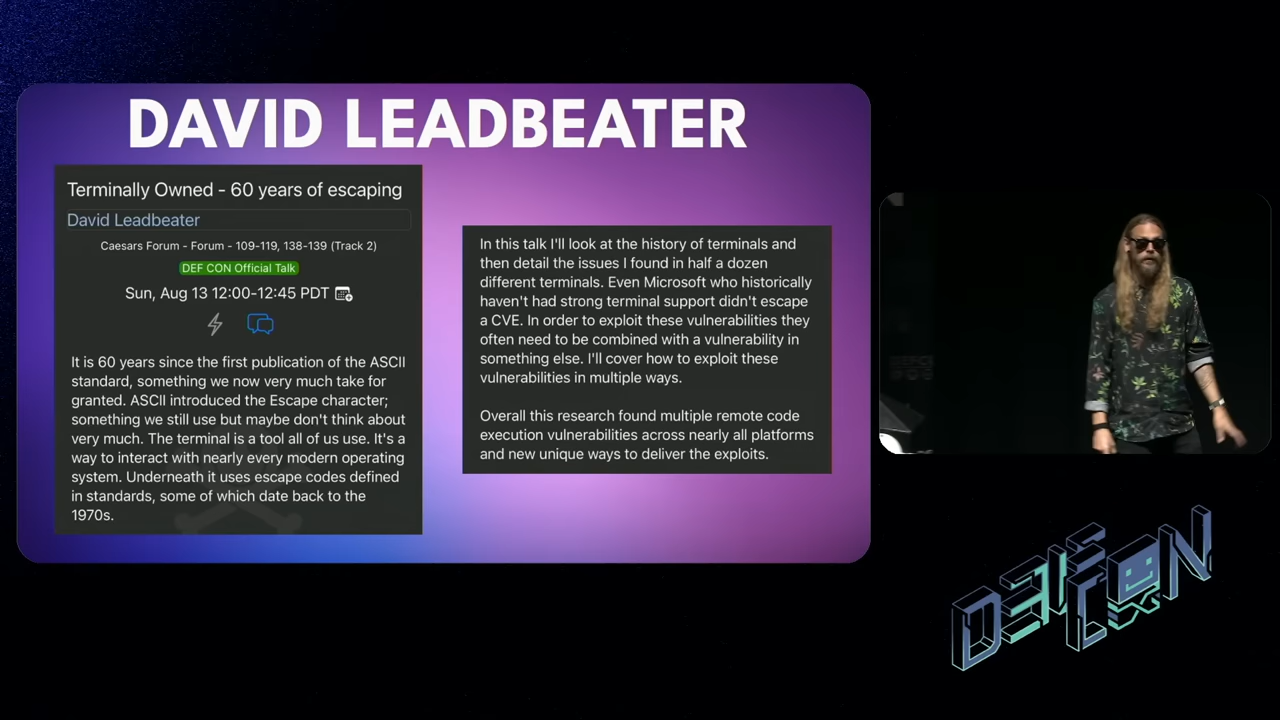 DAVID LEADBEATER
Terminally Owned - 60 years of escaping
David Leadbeater
Caesars Forum - Forum - 109-119, 138-139 (Track 2)
DEF CON Official Talk
Sun, Aug 13 12:00-12:45 PDT
It is 60 years since the first publication of the ASCII
standard, something we now very much take for
granted. ASCII introduced the Escape character;
something we still use but maybe don't think about
very much. The terminal is a tool all of us use. It's a
way to interact with nearly every modern operating
system. Underneath it uses escape codes defined
in standards, some of which date back to the
1970s.
In this talk I'll look at the history of terminals and
then detail the issues I found in half a dozen
different terminals. Even Microsoft who historically
haven't had strong terminal support didn't escape
a CVE. In order to exploit these vulnerabilities they
often need to be combined with a vulnerability in
something else. I'll cover how to exploit these
vulnerabilities in multiple ways.
Overall this research found multiple remote code
execution vulnerabilities across nearly all platforms
and new unique ways to deliver the exploits.
DEF
CON